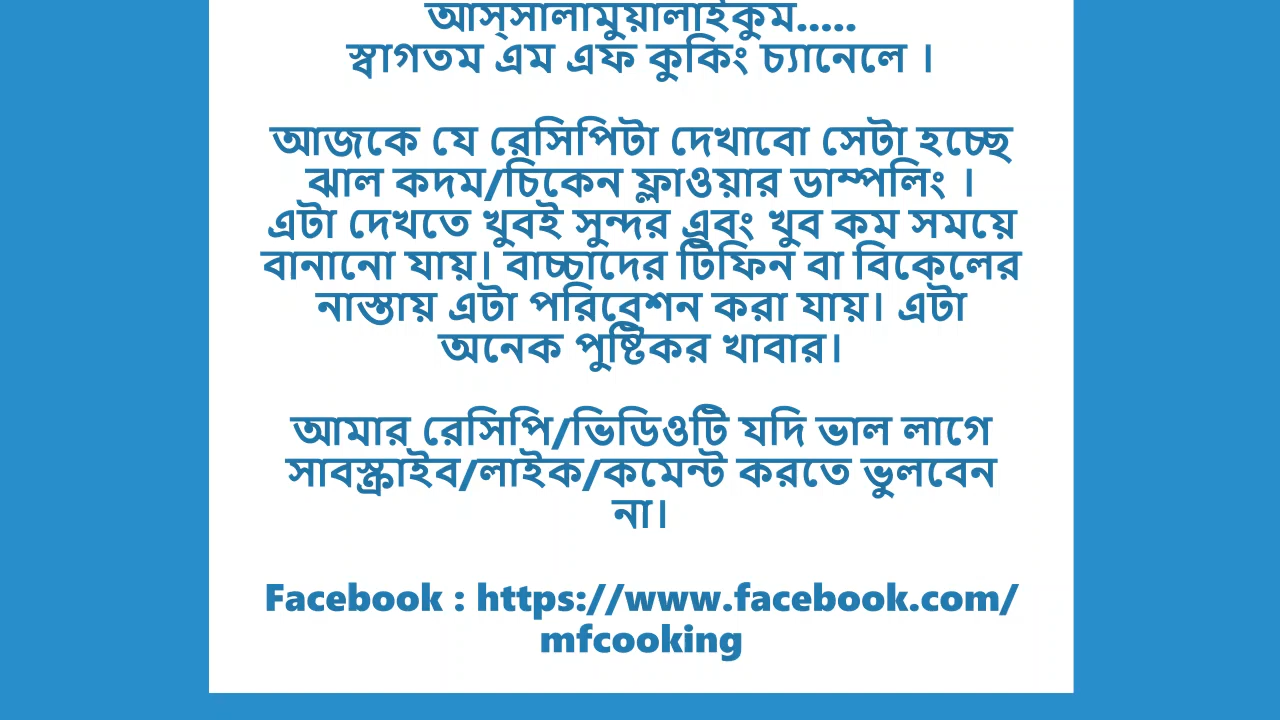 আস্সালামুয়ালাইকুম.....
স্বাগতম এম এফ কুকিং চ্যানেলে ।
আজকে যে রেসিপিটা দেখাবো সেটা হচ্ছে
ঝাল কদম/চিকেন ফ্লাওয়ার ডাম্পলিং ।
এটা দেখতে খুবই সুন্দর এবং খুব কম সময়ে
বানানো যায়। বাচ্চাদের টিফিন বা বিকেলের
নাস্তায় এটা পরিবেশন করা যায়। এটা
অনেক পুষ্টিকর খাবার।
আমার রেসিপি/ভিডিওটি যদি ভাল লাগে
সাবস্ক্রাইব/লাইক/কমেন্ট করতে ভুলবেন
না।
Facebook : https://www.facebook.com/
mfcooking